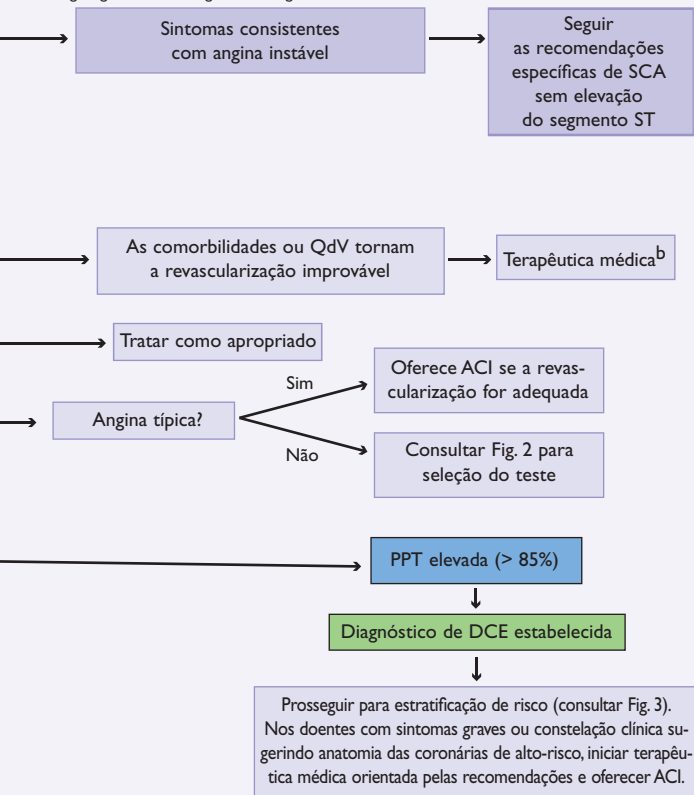 Sintomas consistentes
com angina instável
Seguir
as recomendações
específicas de SCA
sem elevação
do segmento ST
As comorbilidades ou QdV tornam
a revascularização improvável
Terapêutica médicab
Tratar como apropriado
Angina típica?
Sim
Não
Oferece ACI se a revas-
cularização for adequada
Consultar Fig. 2 para
seleção do teste
PPT elevada (> 85%)
Diagnóstico de DCE estabelecida
Prosseguir para estratificação de risco (consultar Fig. 3).
Nos doentes com sintomas graves ou constelação clínica su-
gerindo anatomia das coronárias de alto-risco, iniciar terapêu-
tica médica orientada pelas recomendações e oferecer ACI.